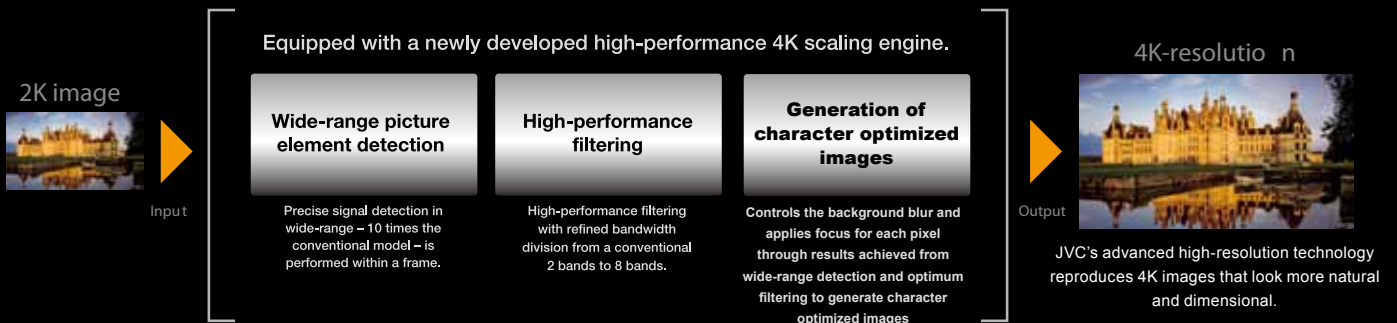 Equipped with a newly developed high-performance 4K scaling engine.
2K image
Input
Wide-range picture
element detection
Precise signal detection in
wide-range – 10 times the
conventional model – is
performed within a frame.
High-performance
filtering
High-performance filtering
with refined bandwidth
division from a conventional
2 bands to 8 bands.
Generation of
character optimized
images
Controls the background blur and
applies focus for each pixel
through results achieved from
wide-range detection and optimum
filtering to generate character
optimized images
Output
4K-resolutio n
JVC's advanced high-resolution technology
reproduces 4K images that look more natural
and dimensional.